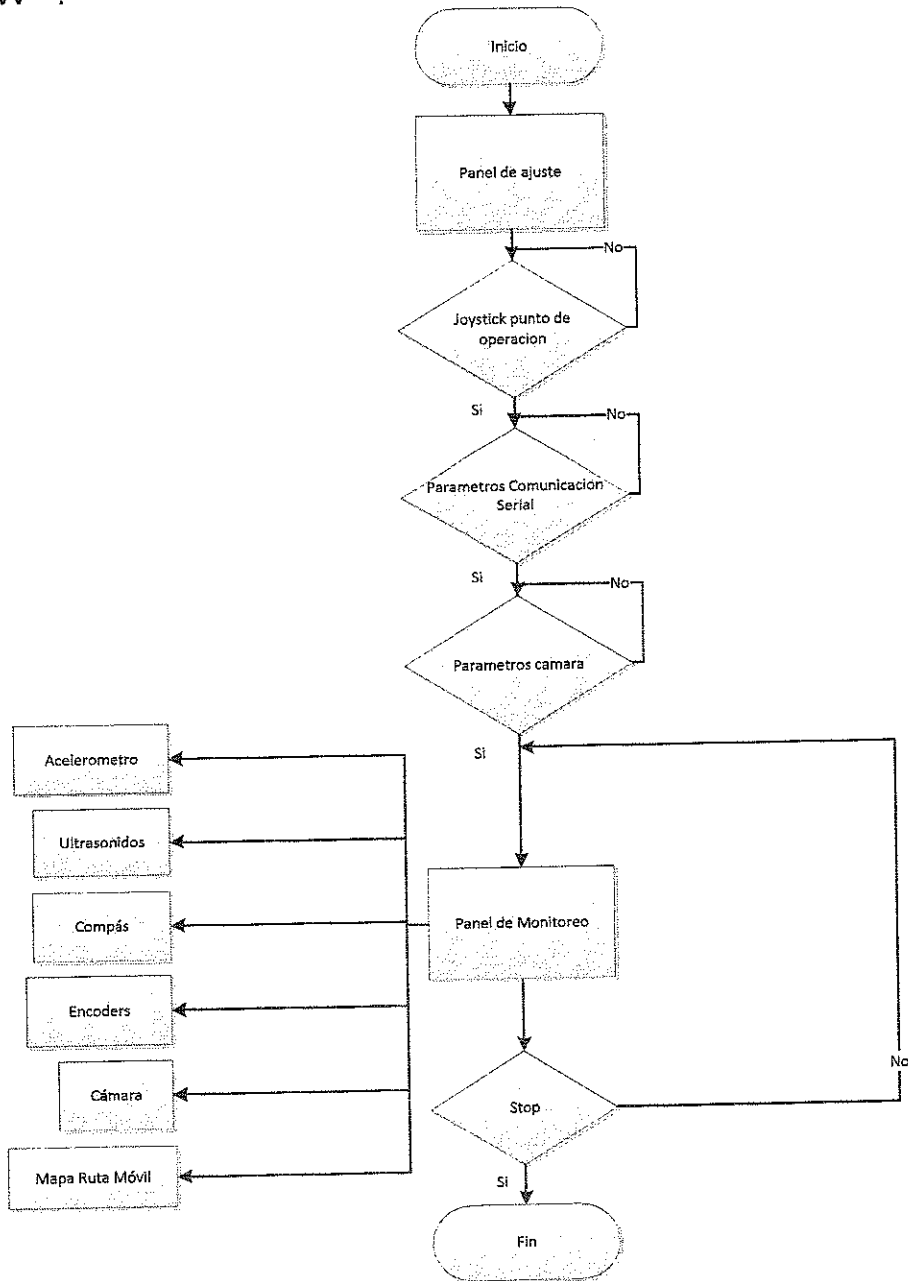 Inicio
Panel de ajuste
No
Joystick punto de
operacion
Si
No
Parametros Comunicacion
Serial
Si
No
Parametros camara
Si
Acelerometro
Ultrasonidos
Compás
Panel de Monitoreo
Encoders
No
Cámara
Stop
Mapa Ruta Móvil
Si
Fin